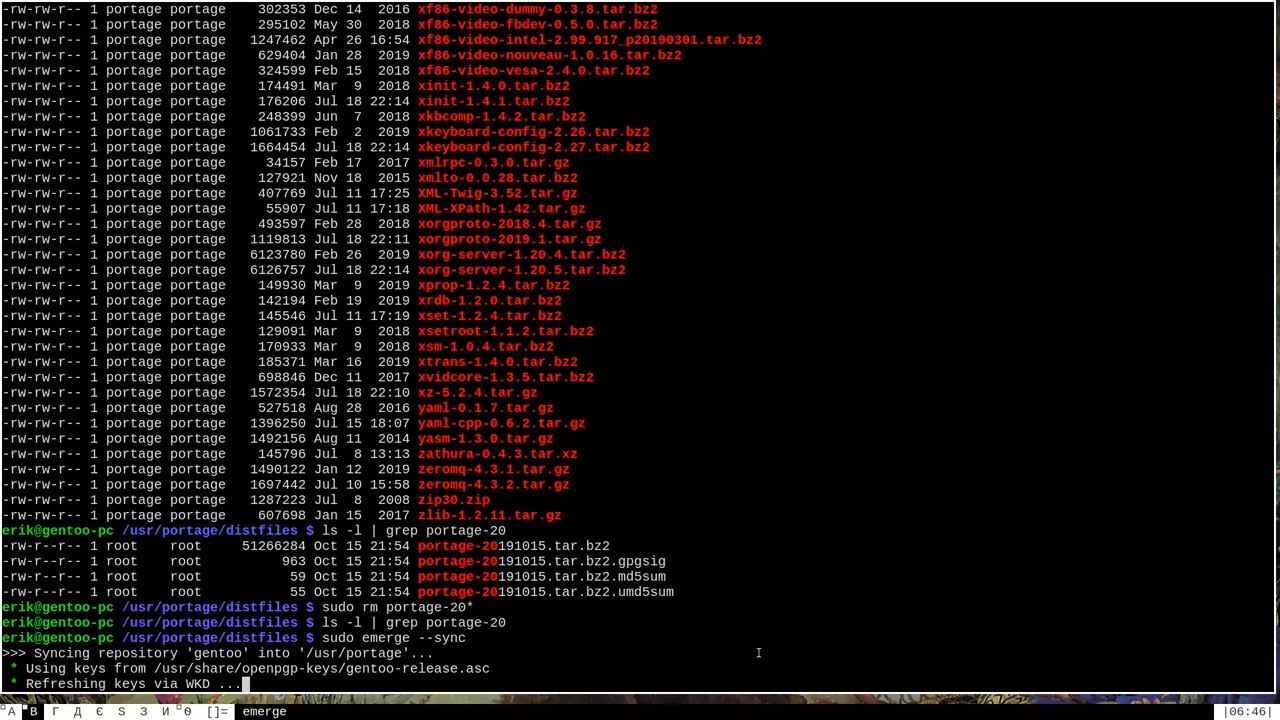 -rw-rw-r-- 1 portage portage    302353 Dec 14  2016 xf86-video-dummy-0.3.8.tar.bz2
-rw-rw-r-- 1 portage portage    295102 May 30  2018 xf86-video-fbdev-0.5.0.tar.bz2
-rw-rw-r-- 1 portage portage   1247462 Apr 26 16:54 xf86-video-intel-2.99.917_p20190301.tar.bz2
-rw-rw-r-- 1 portage portage    629404 Jan 28  2019 xf86-video-nouveau-1.0.16.tar.bz2
-rw-rw-r-- 1 portage portage    324599 Feb 15  2018 xf86-video-vesa-2.4.0.tar.bz2
-rw-rw-r-- 1 portage portage    174491 Mar  9  2018 xinit-1.4.0.tar.bz2
-rw-rw-r-- 1 portage portage    176206 Jul 18 22:14 xinit-1.4.1.tar.bz2
-rw-rw-r-- 1 portage portage    248399 Jun  7  2018 xkbcomp-1.4.2.tar.bz2
-rw-rw-r-- 1 portage portage   1061733 Feb  2  2019 xkeyboard-config-2.26.tar.bz2
-rw-rw-r-- 1 portage portage   1664454 Jul 18 22:14 xkeyboard-config-2.27.tar.bz2
-rw-rw-r-- 1 portage portage     34157 Feb 17  2017 xmlrpc-0.3.0.tar.gz
-rw-rw-r-- 1 portage portage    127921 Nov 18  2015 xmlto-0.0.28.tar.bz2
-rw-rw-r-- 1 portage portage    407769 Jul 11 17:25 XML-Twig-3.52.tar.gz
-rw-rw-r-- 1 portage portage     55907 Jul 11 17:18 XML-XPath-1.42.tar.gz
-rw-rw-r-- 1 portage portage    493597 Feb 28  2018 xorgproto-2018.4.tar.gz
-rw-rw-r-- 1 portage portage   1119813 Jul 18 22:11 xorgproto-2019.1.tar.gz
-rw-rw-r-- 1 portage portage   6123780 Feb 26  2019 xorg-server-1.20.4.tar.bz2
-rw-rw-r-- 1 portage portage   6126757 Jul 18 22:14 xorg-server-1.20.5.tar.bz2
-rw-rw-r-- 1 portage portage    149930 Mar  9  2019 xprop-1.2.4.tar.bz2
-rw-rw-r-- 1 portage portage    142194 Feb 19  2019 xrdb-1.2.0.tar.bz2
-rw-rw-r-- 1 portage portage    145546 Jul 11 17:19 xset-1.2.4.tar.bz2
-rw-rw-r-- 1 portage portage    129091 Mar  9  2018 xsetroot-1.1.2.tar.bz2
-rw-rw-r-- 1 portage portage    170933 Mar  9  2018 xsm-1.0.4.tar.bz2
-rw-rw-r-- 1 portage portage    185371 Mar 16  2019 xtrans-1.4.0.tar.bz2
-rw-rw-r-- 1 portage portage    698846 Dec 11  2017 xvidcore-1.3.5.tar.bz2
-rw-rw-r-- 1 portage portage   1572354 Jul 18 22:10 xz-5.2.4.tar.gz
-rw-rw-r-- 1 portage portage    527518 Aug 28  2016 yaml-0.1.7.tar.gz
-rw-rw-r-- 1 portage portage   1396250 Jul 15 18:07 yaml-cpp-0.6.2.tar.gz
-rw-rw-r-- 1 portage portage   1492156 Aug 11  2014 yasm-1.3.0.tar.gz
-rw-rw-r-- 1 portage portage    145796 Jul  8 13:13 zathura-0.4.3.tar.xz
-rw-rw-r-- 1 portage portage   1490122 Jan 12  2019 zeromq-4.3.1.tar.gz
-rw-rw-r-- 1 portage portage   1697442 Jul 10 15:58 zeromq-4.3.2.tar.gz
-rw-rw-r-- 1 portage portage   1287223 Jul  8  2008 zip30.zip
-rw-rw-r-- 1 portage portage    607698 Jan 15  2017 zlib-1.2.11.tar.gz
erik@gentoo-pc /usr/portage/distfiles $ ls -l | grep portage-20
-rw-r--r-- 1 root    root     51266284 Oct 15 21:54 portage-20191015.tar.bz2
-rw-r--r-- 1 root    root          963 Oct 15 21:54 portage-20191015.tar.bz2.gpgsig
-rw-r--r-- 1 root    root           59 Oct 15 21:54 portage-20191015.tar.bz2.md5sum
-rw-r--r-- 1 root    root           55 Oct 15 21:54 portage-20191015.tar.bz2.umd5sum
erik@gentoo-pc /usr/portage/distfiles $ sudo rm portage-20*
erik@gentoo-pc /usr/portage/distfiles $ ls -l | grep portage-20
erik@gentoo-pc /usr/portage/distfiles $ sudo emerge --sync
>>> Syncing repository 'gentoo' into '/usr/portage'...
 * Using keys from /usr/share/openpgp-keys/gentoo-release.asc
 * Refreshing keys via WKD ...
А В Г Д Є Ѕ З И Ѳ []= emerge |06:46|